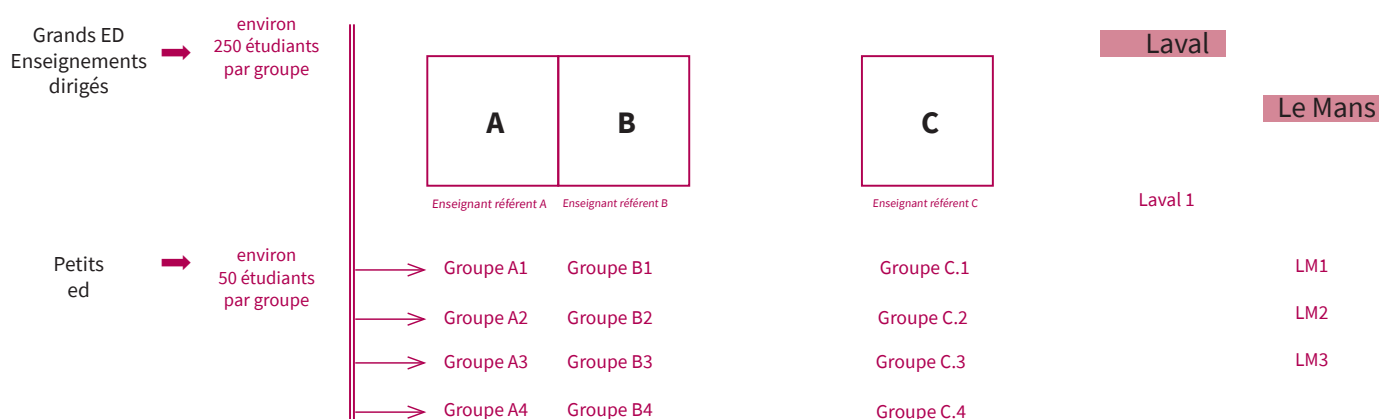 Grands ED
Enseignements
dirigés
environ
250 étudiants
par groupe
A
B
C
Laval
Le Mans
Enseignant référent A
Enseignant référent B
Enseignant référent C
Laval 1
Petits
ed
environ
50 étudiants
par groupe
Groupe A1
Groupe B1
Groupe C.1
LM1
Groupe A2
Groupe B2
Groupe C.2
LM2
Groupe A3
Groupe B3
Groupe C.3
LM3
Groupe A4
Groupe B4
Groupe C.4